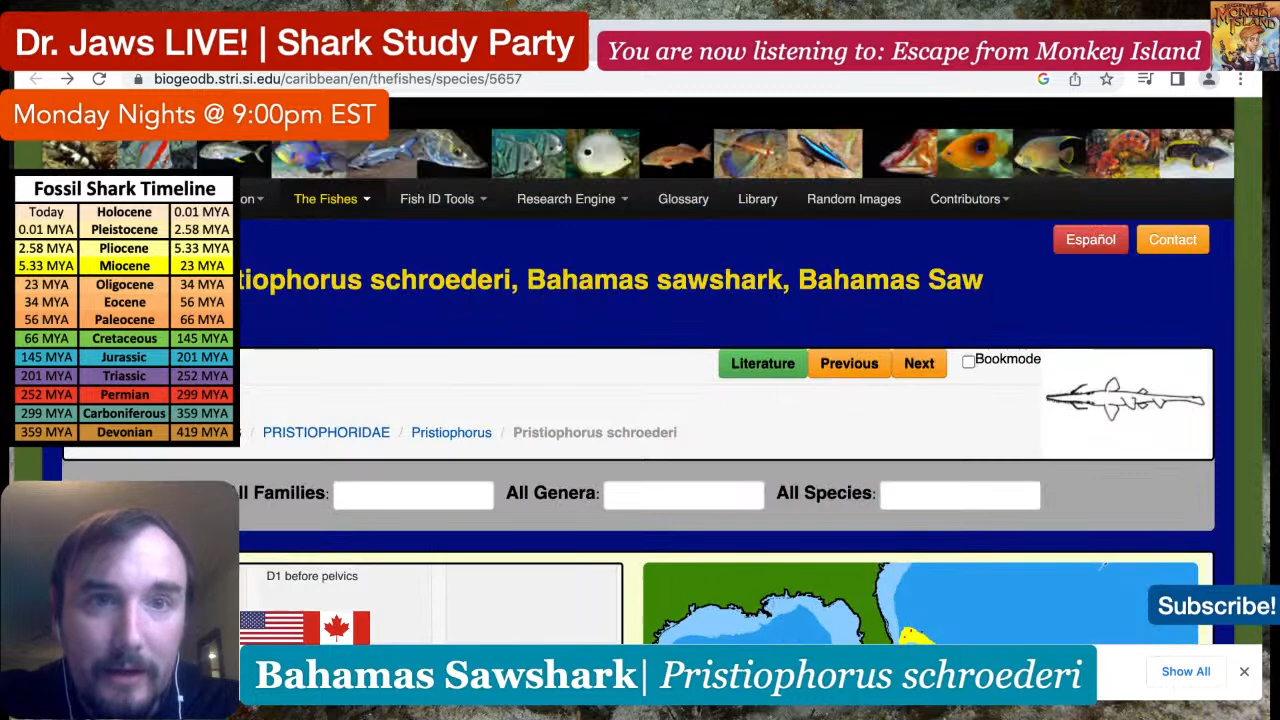 Dr. Jaws LIVE! | Shark Study Party
You are now listening to: Escape from Monkey Island
MONKEY ISLAND
biogeodb.stri.si.edu/caribbean/en/thefishes/species/5657
Monday Nights @ 9:00pm EST
on
The Fishes
Fish ID Tools
Research Engine
Glossary
Library
Random Images
Contributors
Español
Contact
Fossil Shark Timeline
Today Holocene 0.01 MYA
0.01 MYA Pleistocene 2.58 MYA
2.58 MYA Pliocene 5.33 MYA
5.33 MYA Miocene 23 MYA
23 MYA Oligocene 34 MYA
34 MYA Eocene 56 MYA
56 MYA Paleocene 66 MYA
66 MYA Cretaceous 145 MYA
145 MYA Jurassic 201 MYA
201 MYA Triassic 252 MYA
252 MYA Permian 299 MYA
299 MYA Carboniferous 359 MYA
359 MYA Devonian 419 MYA
tiophorus schroederi, Bahamas sawshark, Bahamas Saw
Literature
Previous
Next
Bookmode
/ PRISTIOPHORIDAE / Pristiophorus / Pristiophorus schroederi
ll Families:
All Genera:
All Species:
D1 before pelvics
Subscribe!
Bahamas Sawshark| Pristiophorus schroederi
Show All